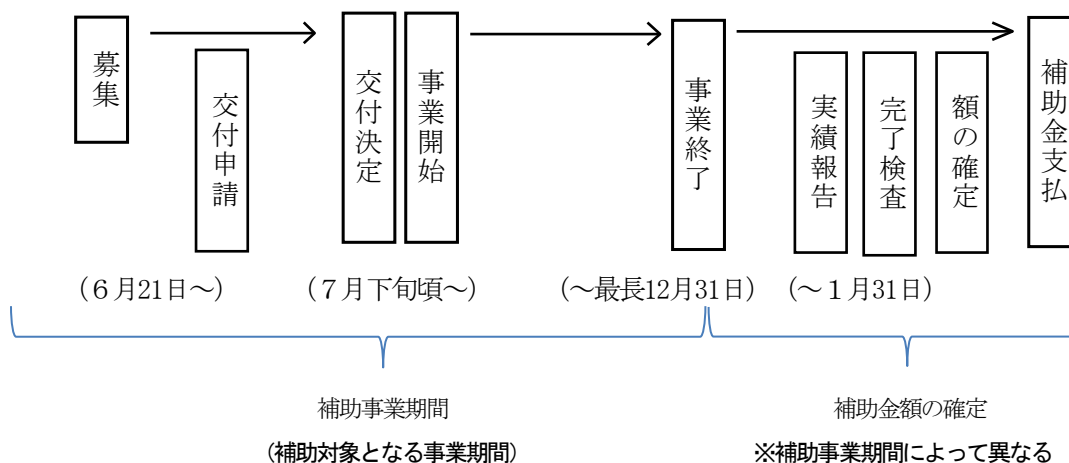 募集
交付申請
交付決定
事業開始
事業終了
実績報告
完了検査
額の確定
補助金支払
（６月21日～）
（７月下旬頃～）
（～最長12月31日）
（～１月31日）
補助事業期間
（補助対象となる事業期間）
補助金額の確定
※補助事業期間によって異なる